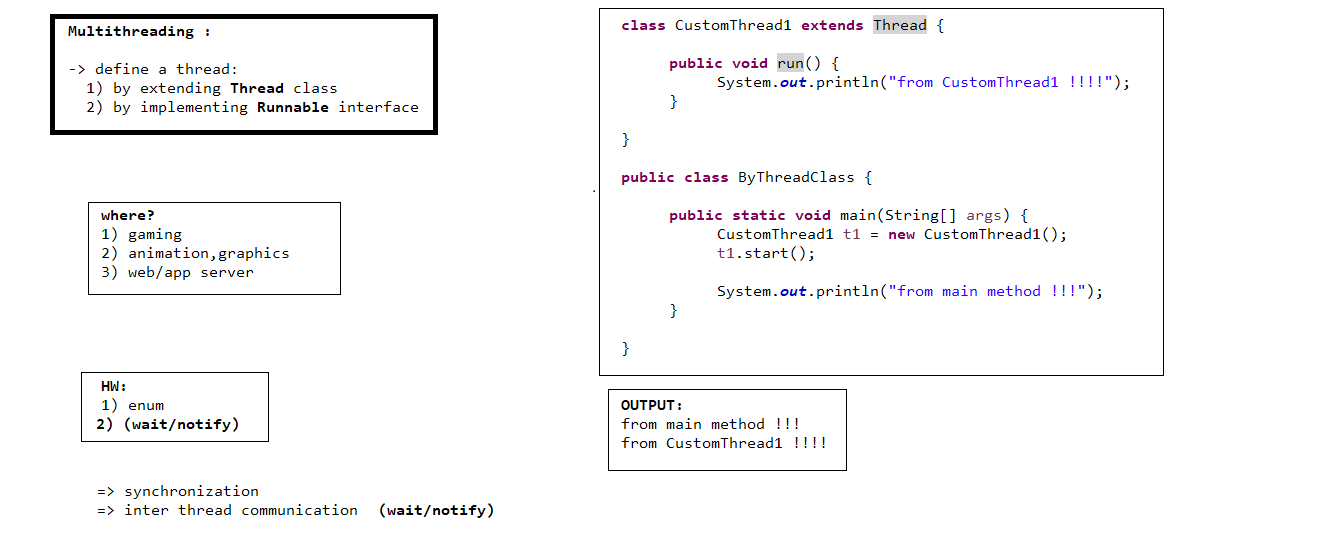 Multithreading :
-> define a thread:
1) by extending Thread class
2) by implementing Runnable interface
where?
1) gaming
2) animation,graphics
3) web/app server
HW:
1) enum
2) (wait/notify)
=> synchronization
=> inter thread communication (wait/notify)
class CustomThread1 extends Thread {
public void run() {
System.out.println("from CustomThread1 !!!!");
}
}
public class ByThreadClass {
public static void main(String[] args) {
CustomThread1 t1 = new CustomThread1();
t1.start();
System.out.println("from main method !!!");
}
}
OUTPUT:
from main method !!!
from CustomThread1 !!!!